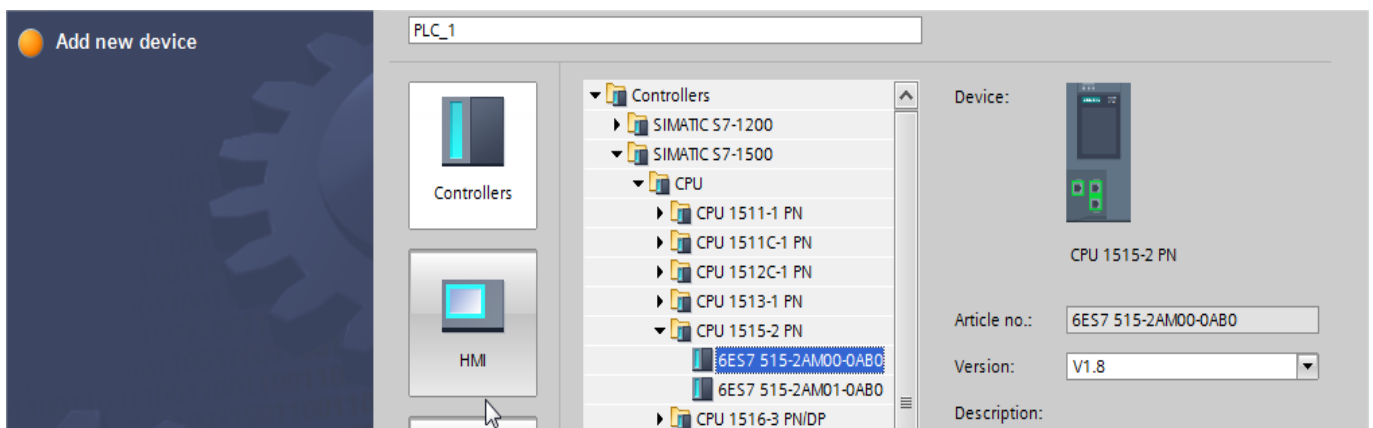 Add new device
PLC_1
Controllers
HMI
Controllers
SIMATIC S7-1200
SIMATIC S7-1500
CPU
CPU 1511-1 PN
CPU 1511C-1 PN
CPU 1512C-1 PN
CPU 1513-1 PN
CPU 1515-2 PN
6ES7 515-2AM00-0AB0
6ES7 515-2AM01-0AB0
CPU 1516-3 PN/DP
Device:
CPU 1515-2 PN
Article no.: 6ES7 515-2AM00-0AB0
Version: V1.8
Description: